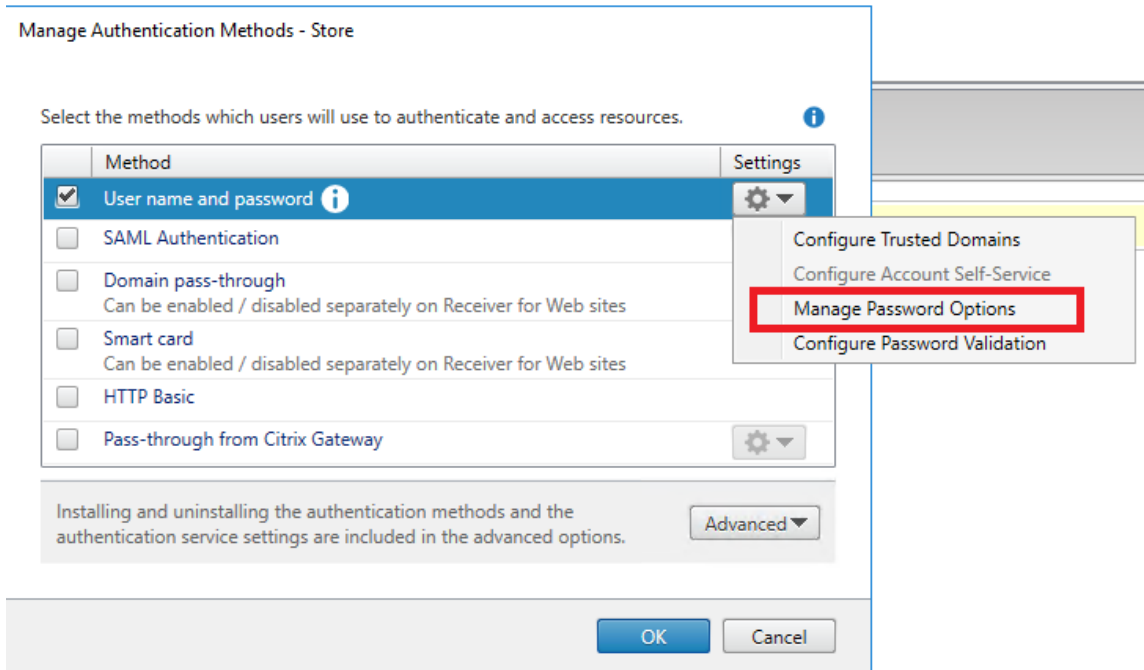 Manage Authentication Methods - Store
Select the methods which users will use to authenticate and access resources.
Method Settings
User name and password
SAML Authentication
Domain pass-through
Can be enabled / disabled separately on Receiver for Web sites
Smart card
Can be enabled / disabled separately on Receiver for Web sites
HTTP Basic
Pass-through from Citrix Gateway
Configure Trusted Domains
Configure Account Self-Service
Manage Password Options
Configure Password Validation
Installing and uninstalling the authentication methods and the
authentication service settings are included in the advanced options.
Advanced
OK Cancel